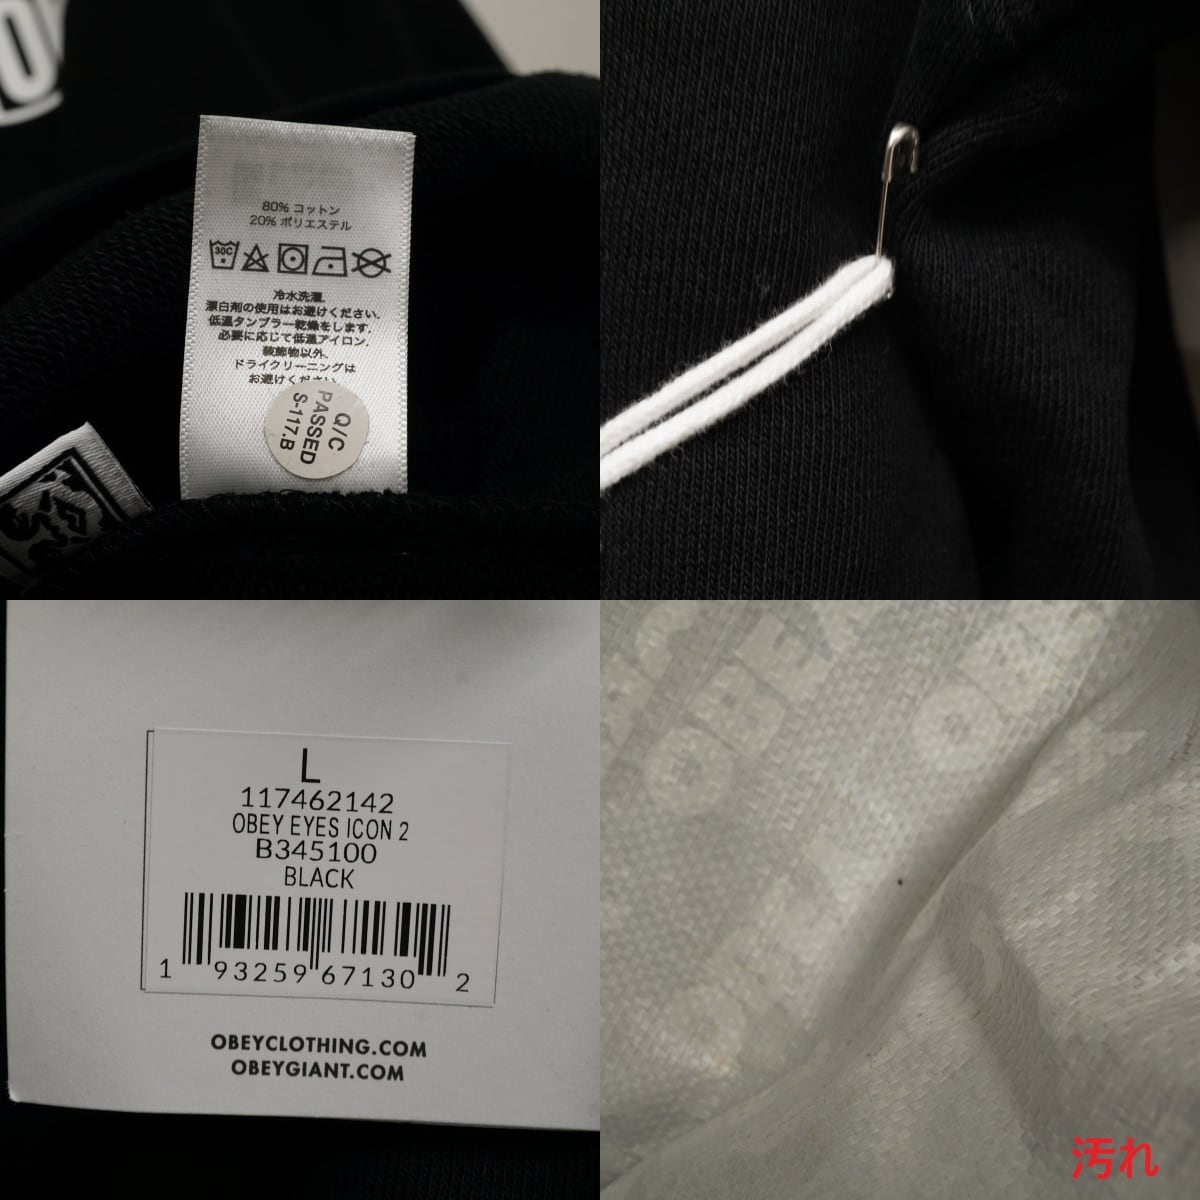 80% コットン
20% ポリエステル
30C
冷水洗濯.
漂白剤の使用はお避けください.
低温タンブラー乾燥をします.
必要に応じて低温アイロン.
装飾物以外.
ドライクリーニングは
お避けくださ
Q/C
PASSED
S-117.B
L
117462142
OBEY EYES ICON 2
B345100
BLACK
1 93259 67130 2
OBEYCLOTHING.COM
OBEYGIANT.COM
汚れ